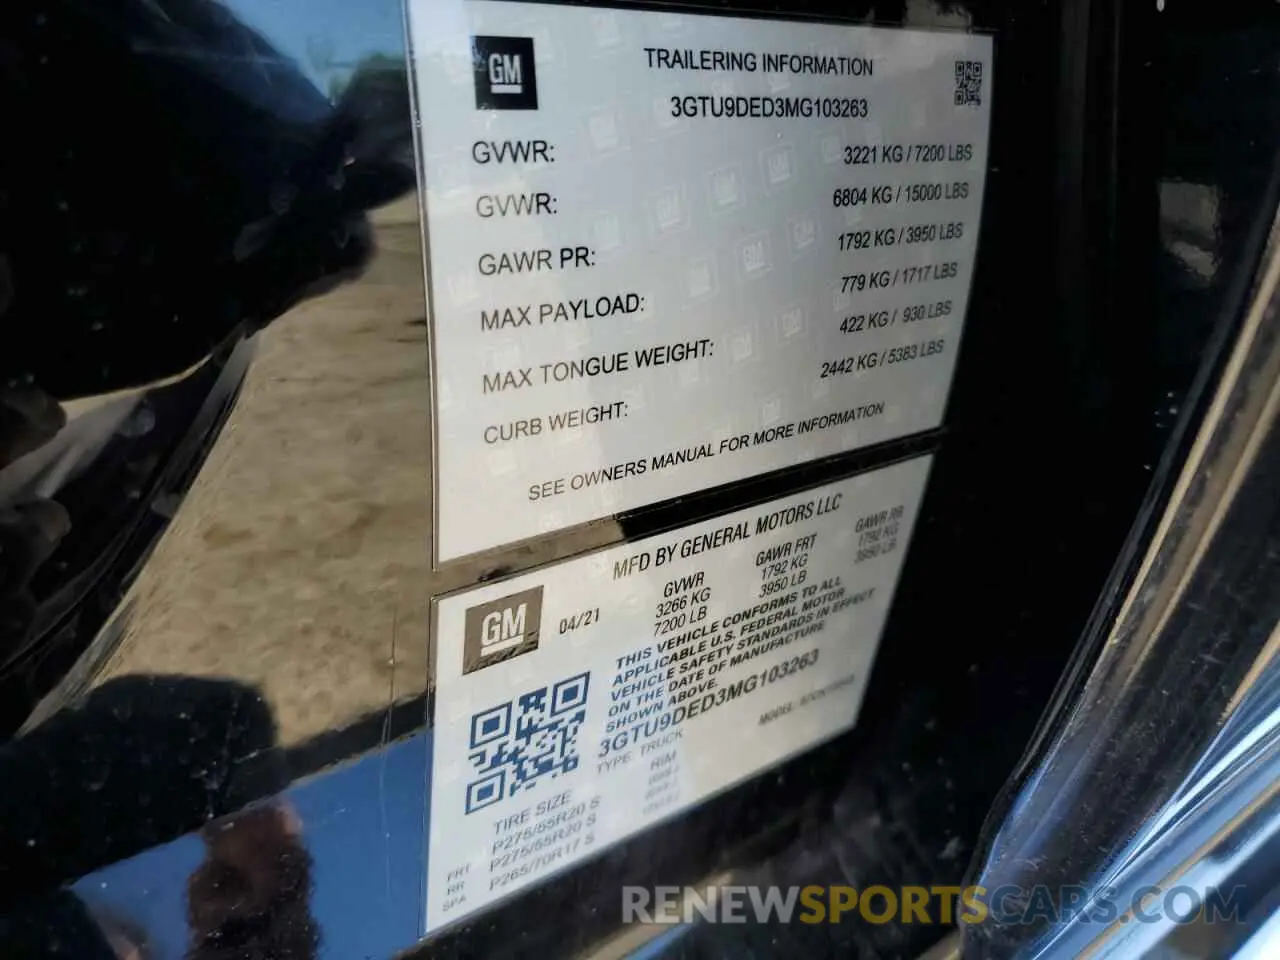 GM
TRAILERING INFORMATION
3GTU9DED3MG103263
GVWR: 3221 KG / 7200 LBS
GVWR: 6804 KG / 15000 LBS
GAWR PR: 1792 KG / 3950 LBS
MAX PAYLOAD: 779 KG / 1717 LBS
MAX TONGUE WEIGHT: 422 KG / 930 LBS
CURB WEIGHT: 2442 KG / 5383 LBS
SEE OWNERS MANUAL FOR MORE INFORMATION
MFD BY GENERAL MOTORS LLC
GM
04/21
GVWR GAWR FRT GAWR RR
3266 KG 1792 KG 1792 KG
7200 LB 3950 LB 3950 LB
THIS VEHICLE CONFORMS TO ALL
APPLICABLE U.S. FEDERAL MOTOR
VEHICLE SAFETY STANDARDS IN EFFECT
ON THE DATE OF MANUFACTURE
SHOWN ABOVE.
3GTU9DED3MG103263
TYPE: TRUCK MODEL:
TIRE SIZE RIM
FRT P275/55R20 S
RR P275/55R20 S
SPA P265/70R17 S
RENEWSPORTSCARS.COM